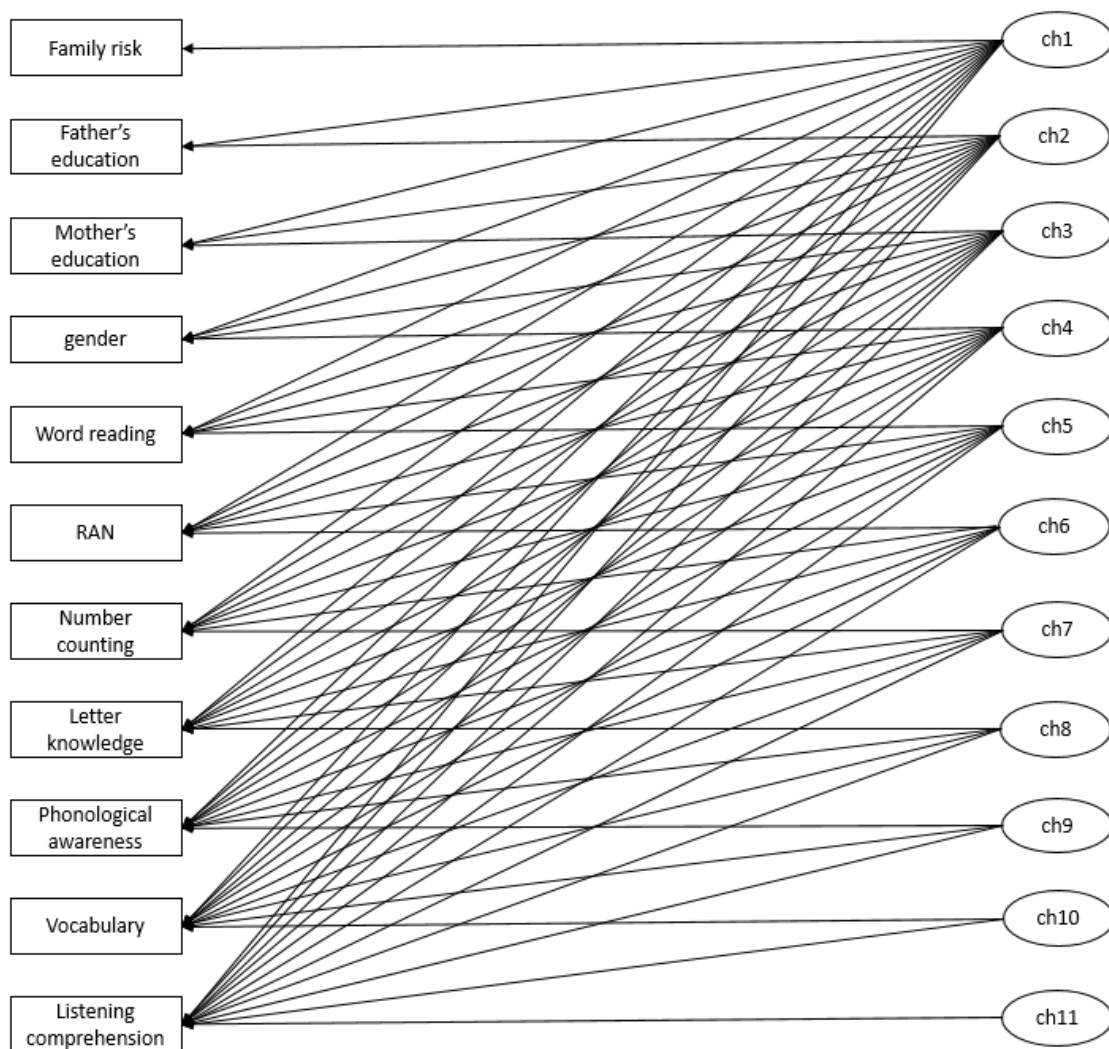 Family risk
ch1
Father's
education
ch2
Mother's
education
ch3
gender
ch4
Word reading
ch5
RAN
ch6
Number
counting
ch7
Letter
knowledge
ch8
Phonological
awareness
ch9
Vocabulary
ch10
Listening
comprehension
ch11